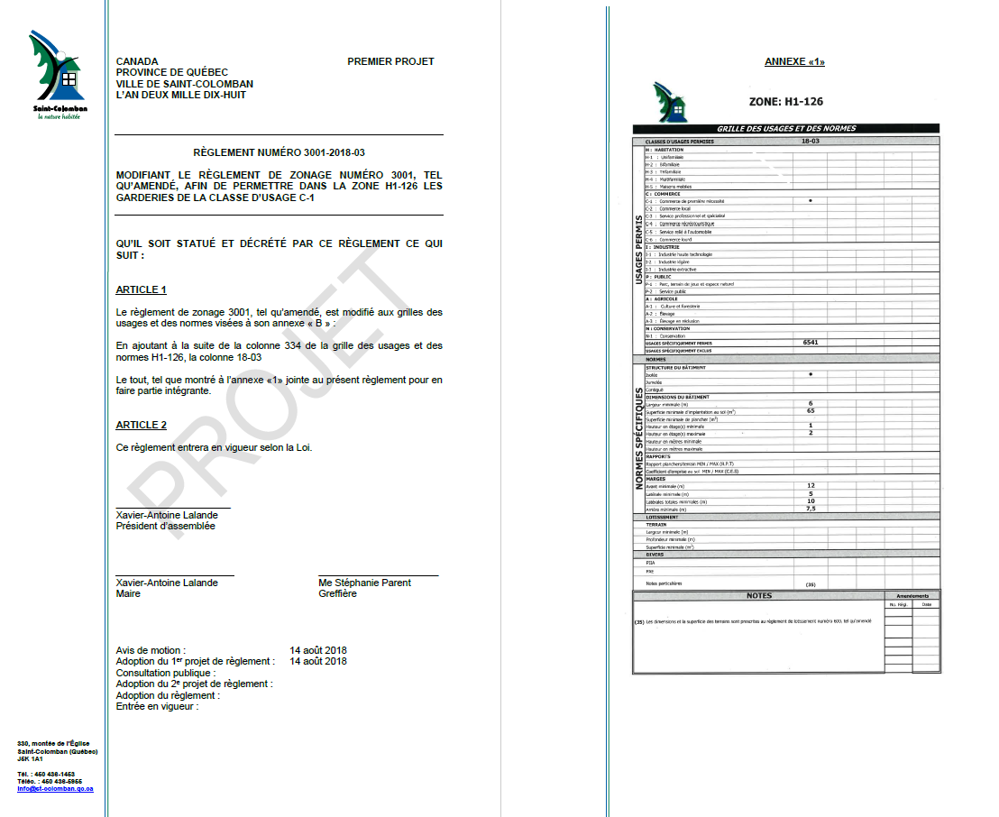 Saint-Colomban
la nature habitée
CANADA
PROVINCE DE QUÉBEC
VILLE DE SAINT-COLOMBAN
L'AN DEUX MILLE DIX-HUIT
PREMIER PROJET
RÈGLEMENT NUMÉRO 3001-2018-03
MODIFIANT LE RÈGLEMENT DE ZONAGE NUMÉRO 3001, TEL
QU'AMENDÉ, AFIN DE PERMETTRE DANS LA ZONE H1-126 LES
GARDERIES DE LA CLASSE D'USAGE C-1
QU'IL SOIT STATUÉ ET DÉCRÉTÉ PAR CE RÈGLEMENT CE QUI
SUIT :
ARTICLE 1
Le règlement de zonage 3001, tel qu'amendé, est modifié aux grilles des
usages et des normes visées à son annexe « B » :
En ajoutant à la suite de la colonne 334 de la grille des usages et des
normes H1-126, la colonne 18-03
Le tout, tel que montré à l'annexe «1» jointe au présent règlement pour en
faire partie intégrante.
ARTICLE 2
Ce règlement entrera en vigueur selon la Loi.
PROJET
Xavier-Antoine Lalande
Président d'assemblée
Xavier-Antoine Lalande
Maire
Me Stéphanie Parent
Greffière
Avis de motion : 14 août 2018
Adoption du 1er projet de règlement : 14 août 2018
Consultation publique :
Adoption du 2e projet de règlement :
Adoption du règlement :
Entrée en vigueur :
330, montée de l'Église
Saint-Colomban (Québec)
J5K 1A1
Tél. : 450 436-1453
Téléc. : 450 436-5955
info@st-colomban.qc.ca
ANNEXE «1»
Saint-Colomban
ZONE: H1-126
GRILLE DES USAGES ET DES NORMES
CLASSES D'USAGES PERMISES 18-03
USAGES PERMIS
H : HABITATION
H-1 : Unifamiliale
H-2 : Bifamiliale
H-3 : Trifamiliale
H-4 : Multifamiliale
H-5 : Maisons mobiles
C : COMMERCE
C-1 : Commerce de première nécessité •
C-2 : Commerce local
C-3 : Service professionnel et spécialisé
C-4 : Commerce récréotouristique
C-5 : Service relié à l'automobile
C-6 : Commerce lourd
I : INDUSTRIE
I-1 : Industrie haute technologie
I-2 : Industrie légère
I-3 : Industrie extractive
P : PUBLIC
P-1 : Parc, terrain de jeux et espace naturel
P-2 : Service public
A : AGRICOLE
A-1 : Culture et foresterie
A-2 : Élevage
A-3 : Élevage en réclusion
N : CONSERVATION
N-1 : Conservation
USAGES SPÉCIFIQUEMENT PERMIS 6541
USAGES SPÉCIFIQUEMENT EXCLUS
NORMES
NORMES SPÉCIFIQUES
STRUCTURE DU BÂTIMENT
Isolée •
Jumelée
Contiguë
DIMENSIONS DU BÂTIMENT
Largeur minimale (m) 6
Superficie minimale d'implantation au sol (m²) 65
Superficie minimale de plancher (m²)
Hauteur en étage(s) minimale 1
Hauteur en étage(s) maximale 2
Hauteur en mètres minimale
Hauteur en mètres maximale
RAPPORTS
Rapport planchers/terrain MIN / MAX (R.P.T)
Coefficient d'emprise au sol MIN / MAX (C.E.S)
MARGES
Avant minimale (m) 12
Latérale minimale (m) 5
Latérales totales minimales (m) 10
Arrière minimale (m) 7,5
LOTISSEMENT
TERRAIN
Largeur minimale (m)
Profondeur minimale (m)
Superficie minimale (m²)
DIVERS
PIIA
PAE
Notes particulières (35)
NOTES
Amendements
No. Règl. Date
(35) Les dimensions et la superficie des terrains sont prescrites au règlement de lotissement numéro 600, tel qu'amendé